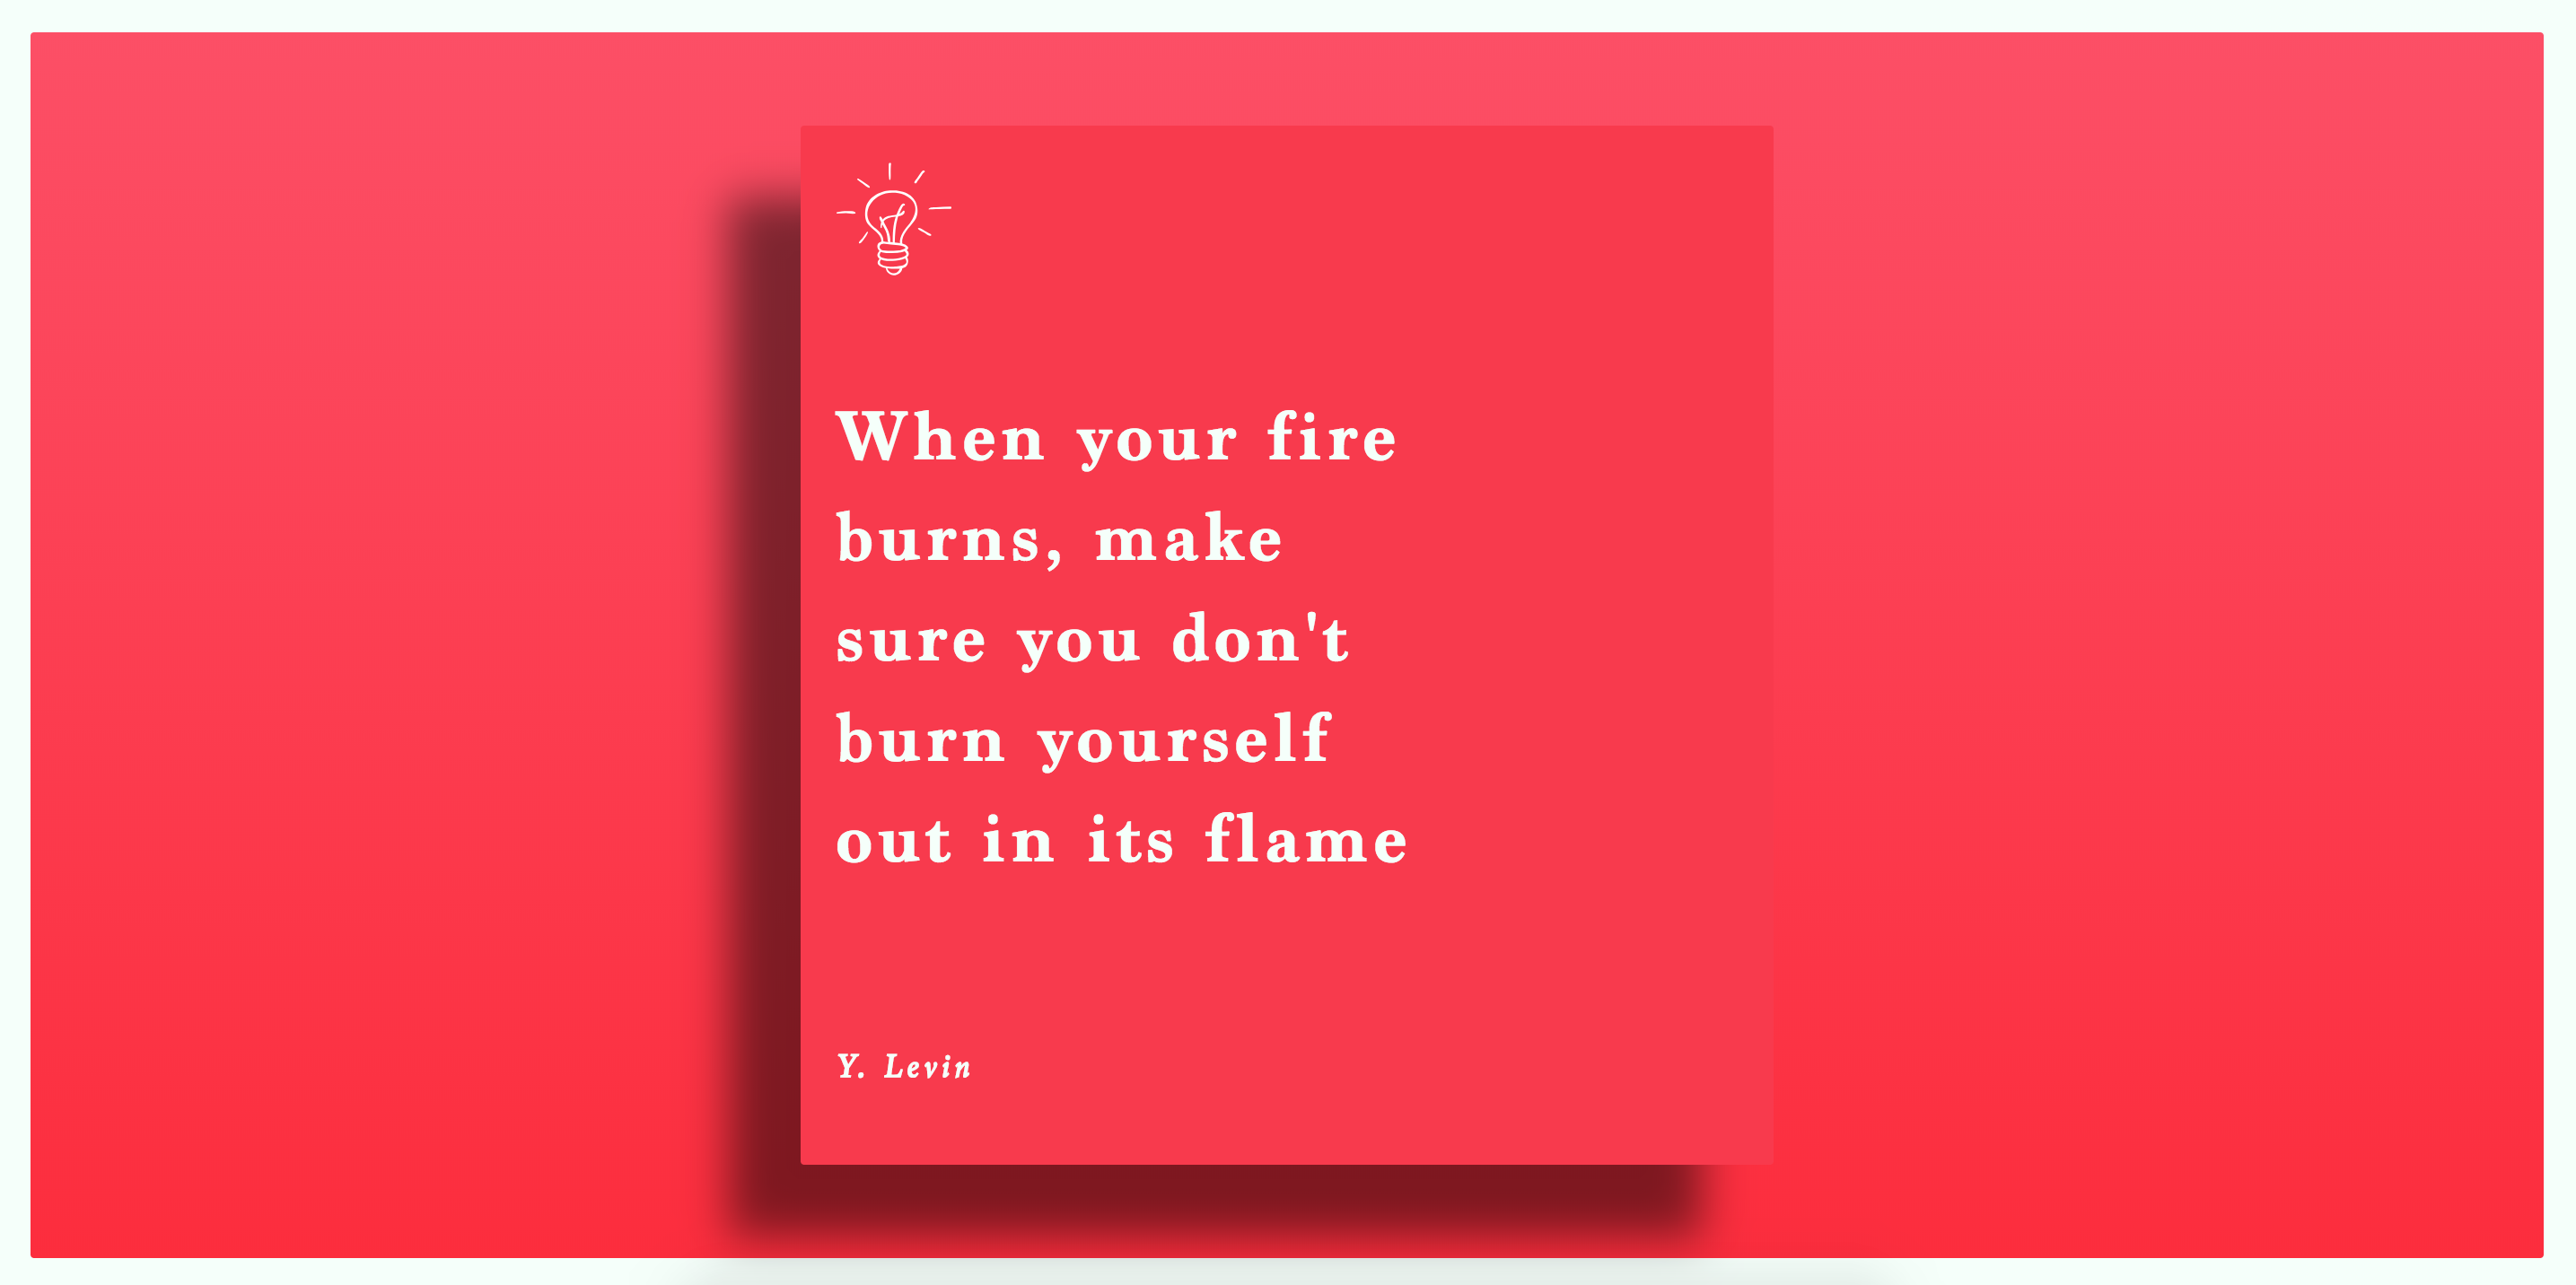 When your fire
burns, make
sure you don't
burn yourself
out in its flame
Y. Levin